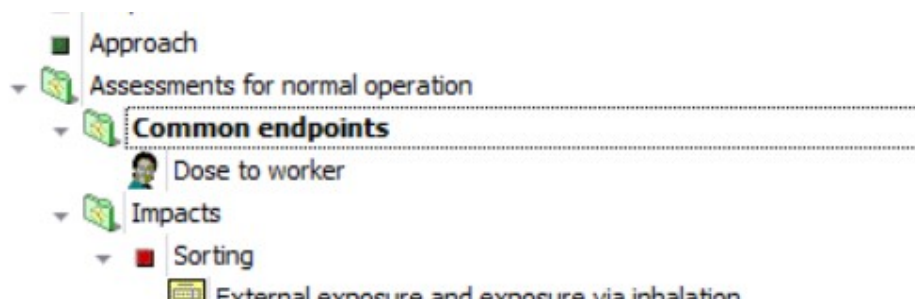 Approach
Assessments for normal operation
Common endpoints
Dose to worker
Impacts
Sorting
External exposure and exposure via inhalation